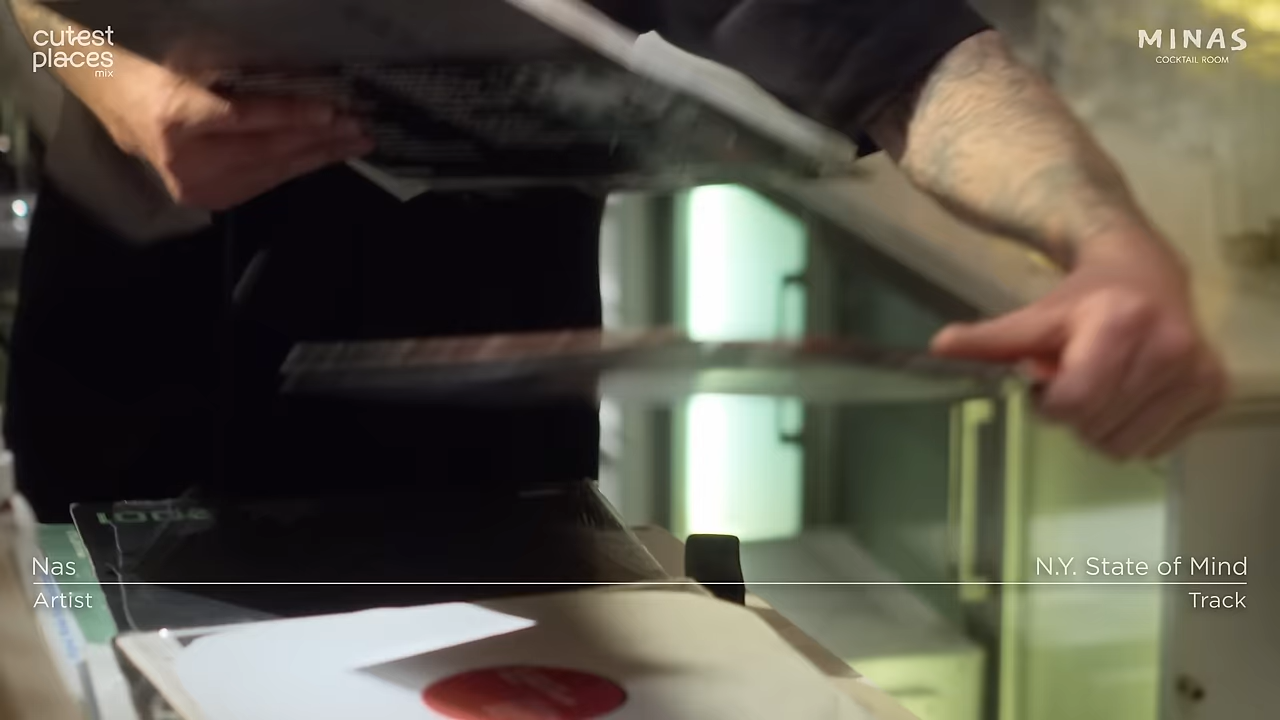 cutest
places
mix
MINAS
COCKTAIL ROOM
Nas
N.Y. State of Mind
Artist
Track